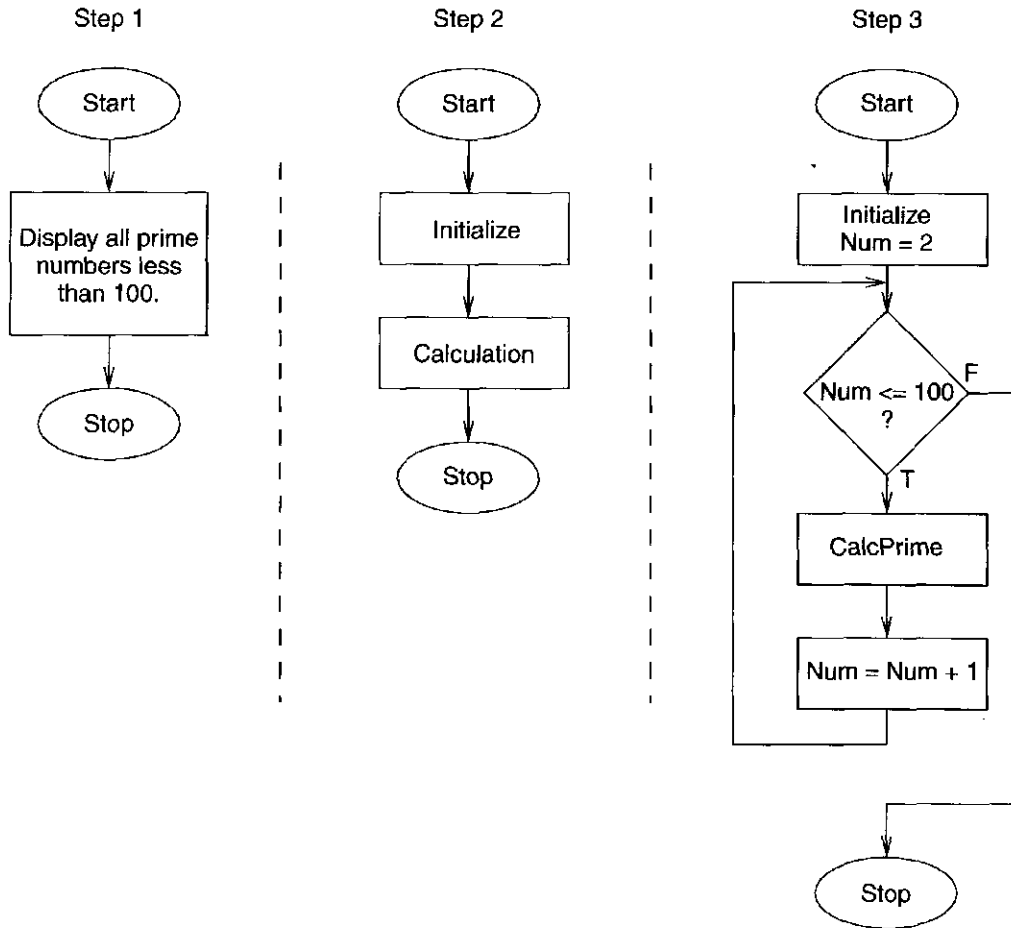 Step 1
Start
Display all prime
numbers less
than 100.
Stop
Step 2
Start
Initialize
Calculation
Stop
Step 3
Start
Initialize
Num = 2
Num <= 100
?
F
T
CalcPrime
Num = Num + 1
Stop